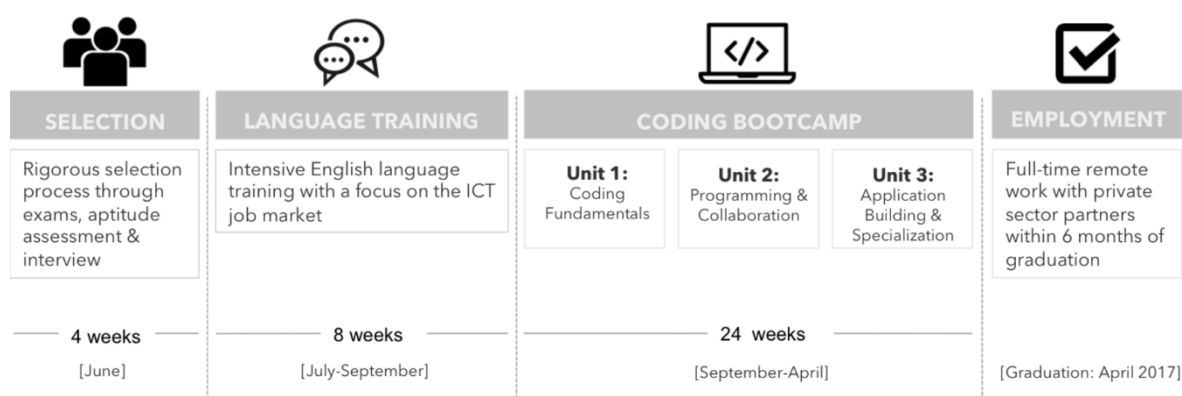 SELECTION
Rigorous selection
process through
exams, aptitude
assessment &
interview
4 weeks
[June]
LANGUAGE TRAINING
Intensive English language
training with a focus on the ICT
job market
8 weeks
[July-September]
</>
CODING BOOTCAMP
Unit 1:
Coding
Fundamentals
Unit 2:
Programming &
Collaboration
Unit 3:
Application
Building &
Specialization
24 weeks
[September-April]
EMPLOYMENT
Full-time remote
work with private
sector partners
within 6 months of
graduation
[Graduation: April 2017]